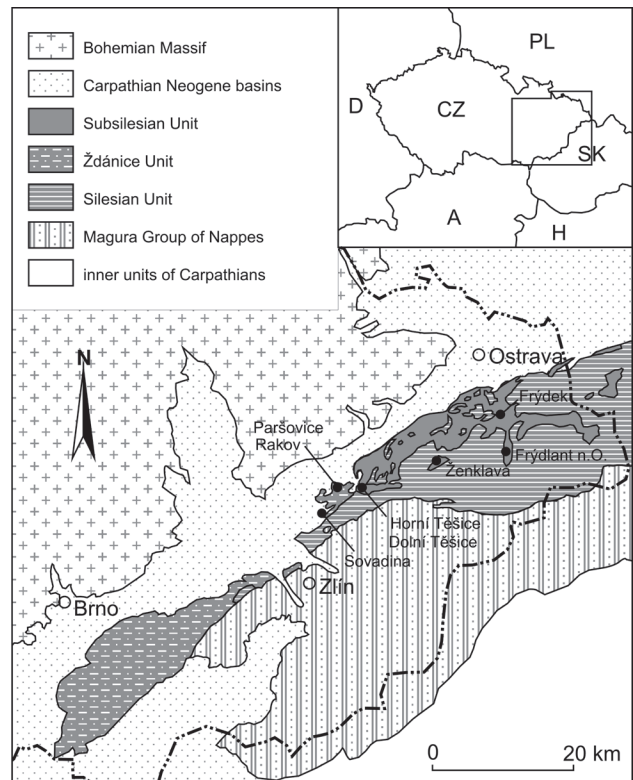 Bohemian Massif
Carpathian Neogene basins
Subsilesian Unit
Ždánice Unit
Silesian Unit
Magura Group of Nappes
inner units of Carpathians
PL
D
CZ
SK
A
H
N
Ostrava
Frýdek
Paršovice
Rakov
Ženklava
Frýdlant n.O.
Horní Těšice
Dolní Těšice
Sovadina
Zlín
Brno
0 20 km